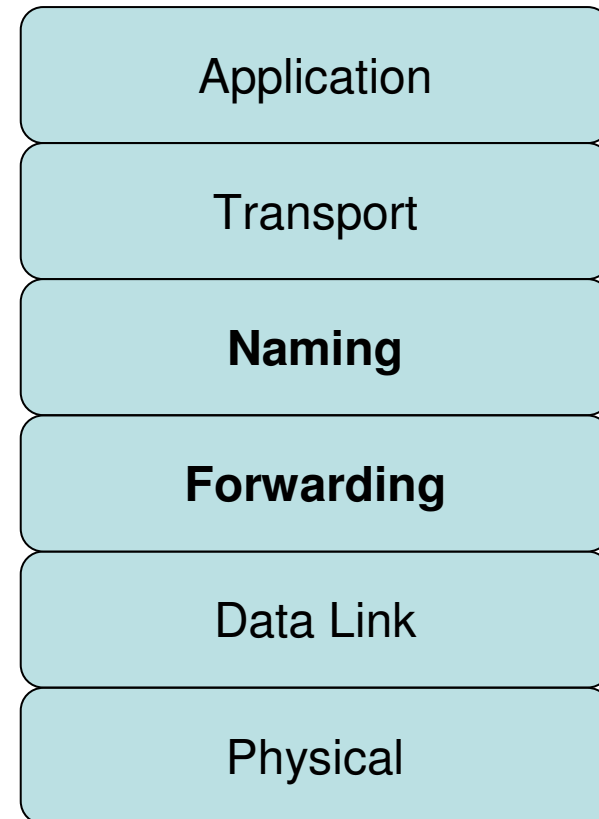 Application
Transport
Naming
Forwarding
Data Link
Physical